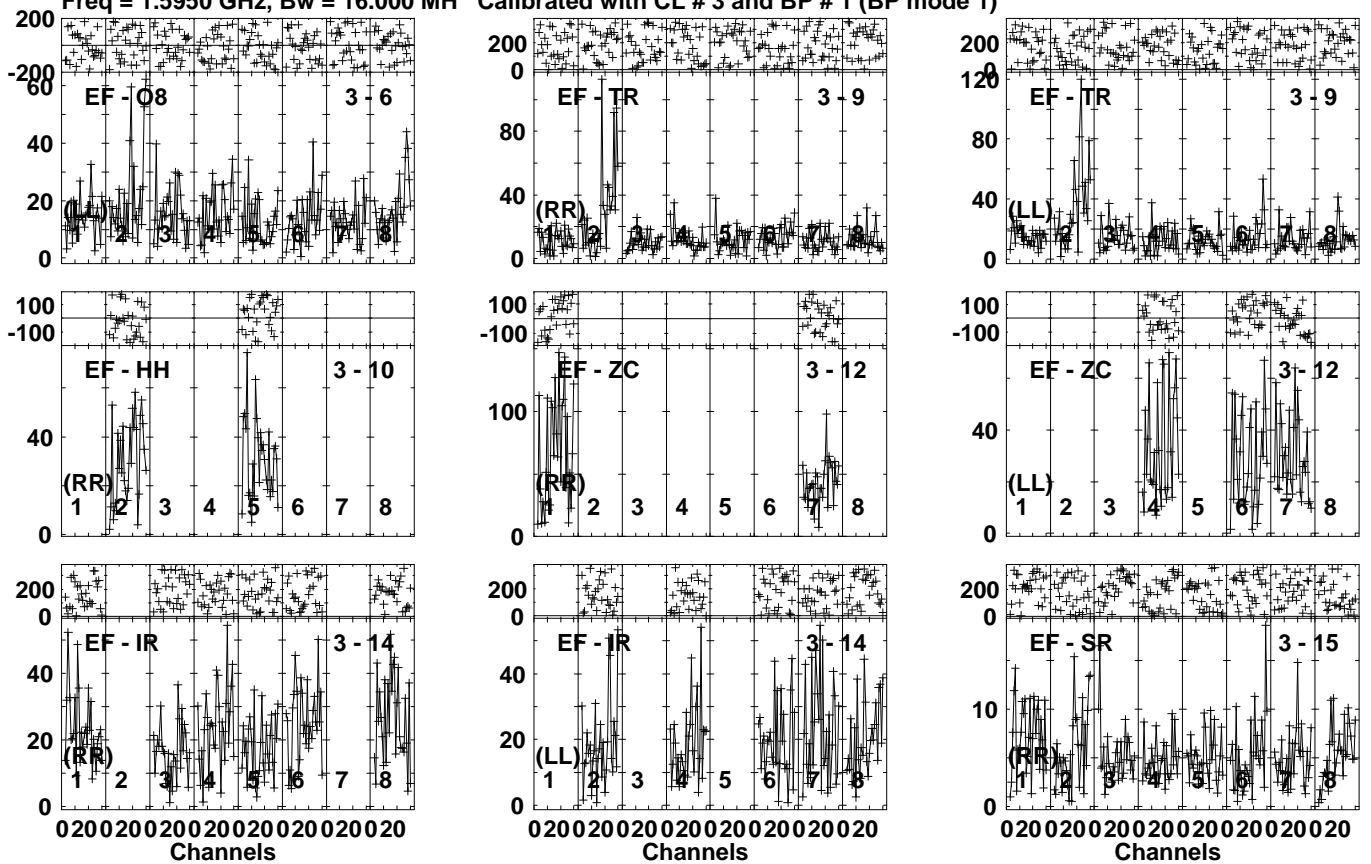 Freq = 1.5950 GHz, Bw = 16.000 MH Calibrated with CL # 3 and BP # 1 (BP mode 1)
200
-200
60
40
20
0
EF - O8
3 - 6
(LL)
1 2 3 4 5 6 7 8
200
0
80
40
0
EF - TR
3 - 9
(RR)
1 2 3 4 5 6 7 8
200
0
120
80
40
0
EF - TR
3 - 9
(LL)
1 2 3 4 5 6 7 8
100
-100
40
0
EF - HH
3 - 10
(RR)
1 2 3 4 5 6 7 8
100
-100
100
0
EF - ZC
3 - 12
(RR)
1 2 3 4 5 6 7 8
100
-100
40
0
EF - ZC
3 - 12
(LL)
1 2 3 4 5 6 7 8
200
0
40
20
0
EF - IR
3 - 14
(RR)
1 2 3 4 5 6 7 8
0 20 0 20 0 20 0 20 0 20 0 20 0 20 0 20
Channels
200
0
40
20
0
EF - IR
3 - 14
(LL)
1 2 3 4 5 6 7 8
0 20 0 20 0 20 0 20 0 20 0 20 0 20 0 20
Channels
200
0
10
0
EF - SR
3 - 15
(RR)
1 2 3 4 5 6 7 8
0 20 0 20 0 20 0 20 0 20 0 20 0 20 0 20
Channels